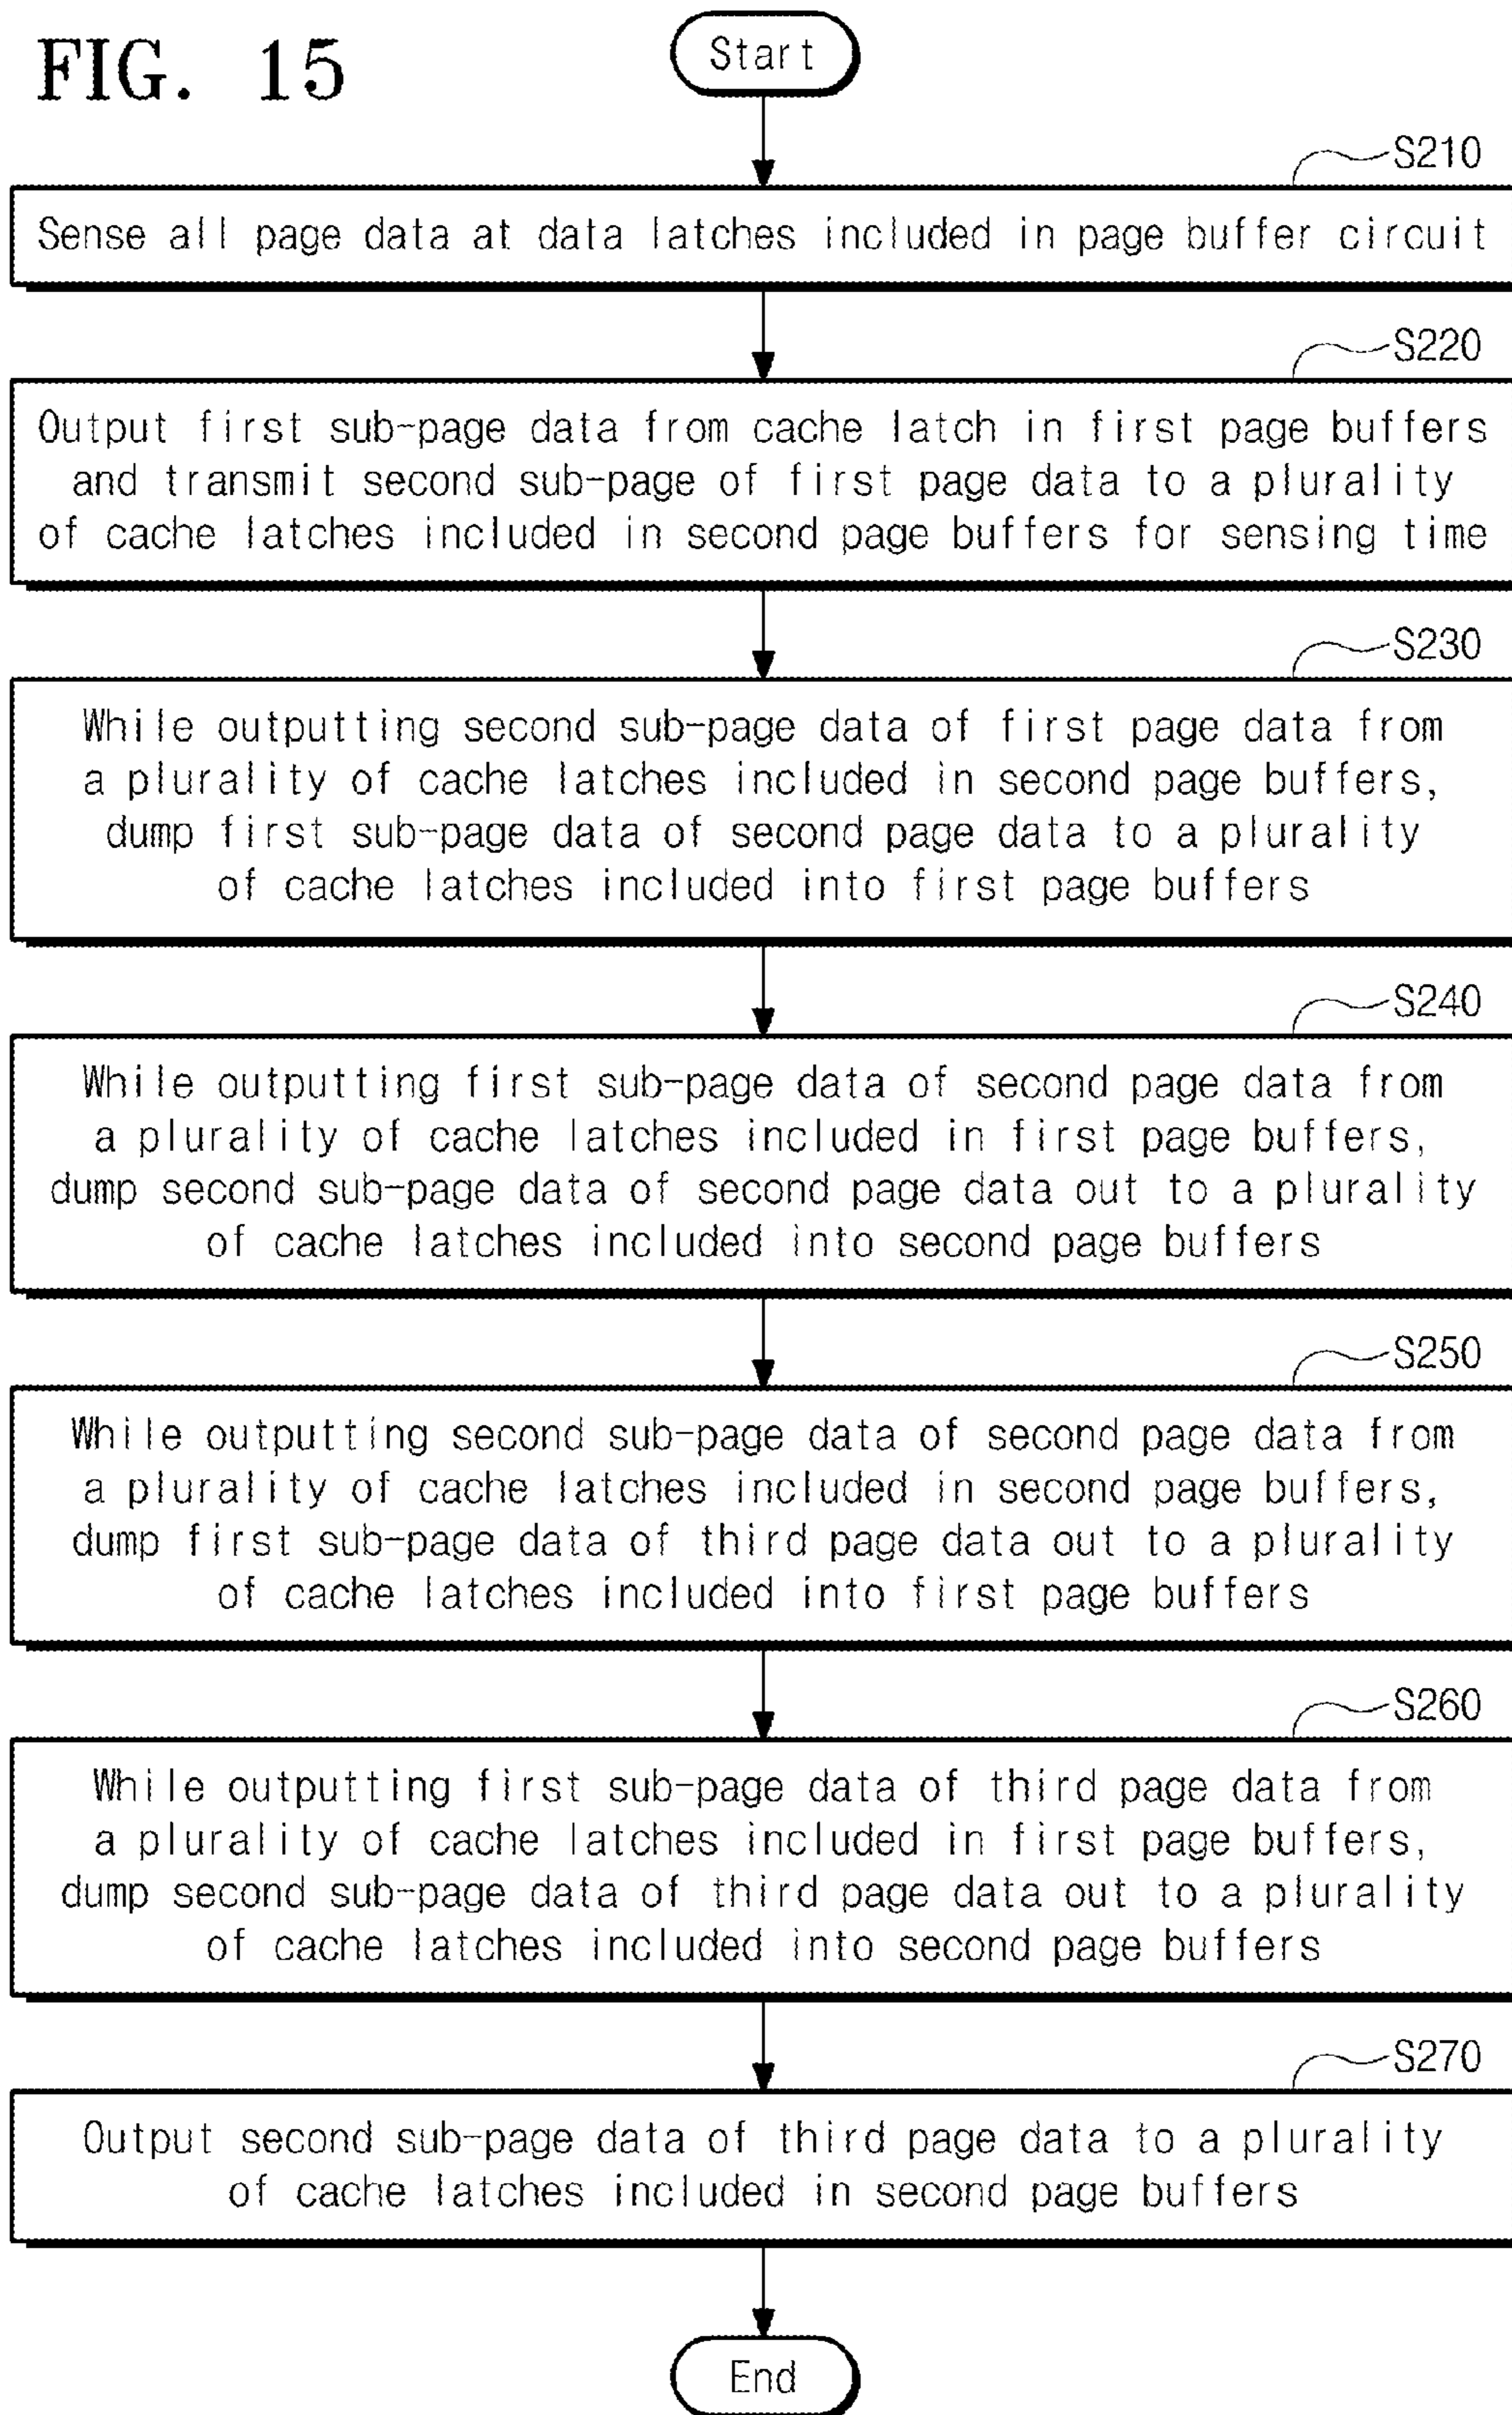 FIG. 15
Start
S210
Sense all page data at data latches included in page buffer circuit
S220
Output first sub-page data from cache latch in first page buffers
and transmit second sub-page of first page data to a plurality
of cache latches included in second page buffers for sensing time
S230
While outputting second sub-page data of first page data from
a plurality of cache latches included in second page buffers,
dump first sub-page data of second page data to a plurality
of cache latches included into first page buffers
S240
While outputting first sub-page data of second page data from
a plurality of cache latches included in first page buffers,
dump second sub-page data of second page data out to a plurality
of cache latches included into second page buffers
S250
While outputting second sub-page data of second page data from
a plurality of cache latches included in second page buffers,
dump first sub-page data of third page data out to a plurality
of cache latches included into first page buffers
S260
While outputting first sub-page data of third page data from
a plurality of cache latches included in first page buffers,
dump second sub-page data of third page data out to a plurality
of cache latches included into second page buffers
S270
Output second sub-page data of third page data to a plurality
of cache latches included in second page buffers
End